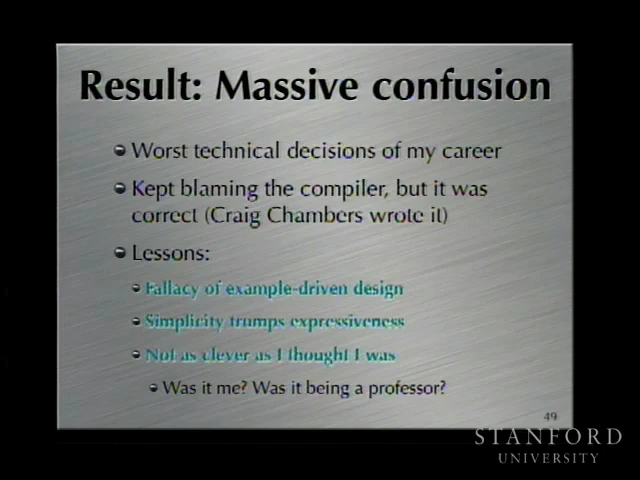 Result: Massive confusion
Worst technical decisions of my career
Kept blaming the compiler, but it was
correct (Craig Chambers wrote it)
Lessons:
Fallacy of example-driven design
Simplicity trumps expressiveness
Not as clever as I thought I was
Was it me? Was it being a professor?
49
STANFORD
UNIVERSITY